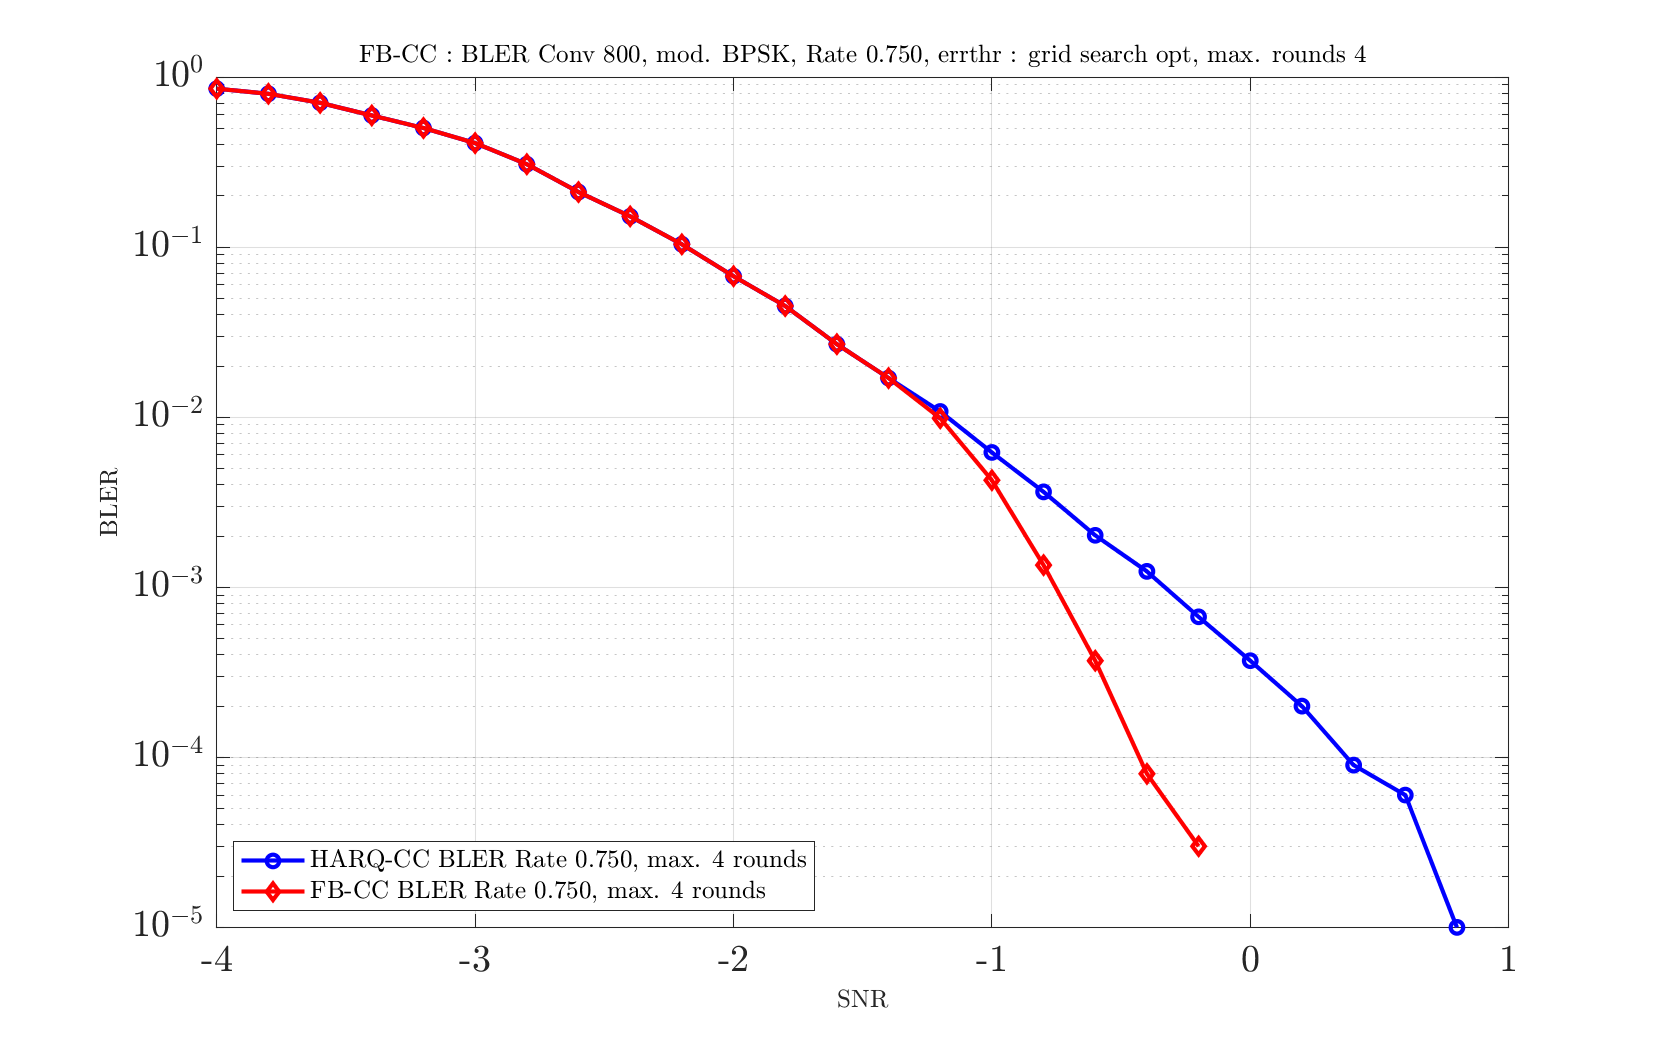 FB-CC : BLER Conv 800, mod. BPSK, Rate 0.750, errthr : grid search opt, max. rounds 4
10^0
10^-1
10^-2
10^-3
10^-4
10^-5
BLER
HARQ-CC BLER Rate 0.750, max. 4 rounds
FB-CC BLER Rate 0.750, max. 4 rounds
-4 -3 -2 -1 0 1
SNR